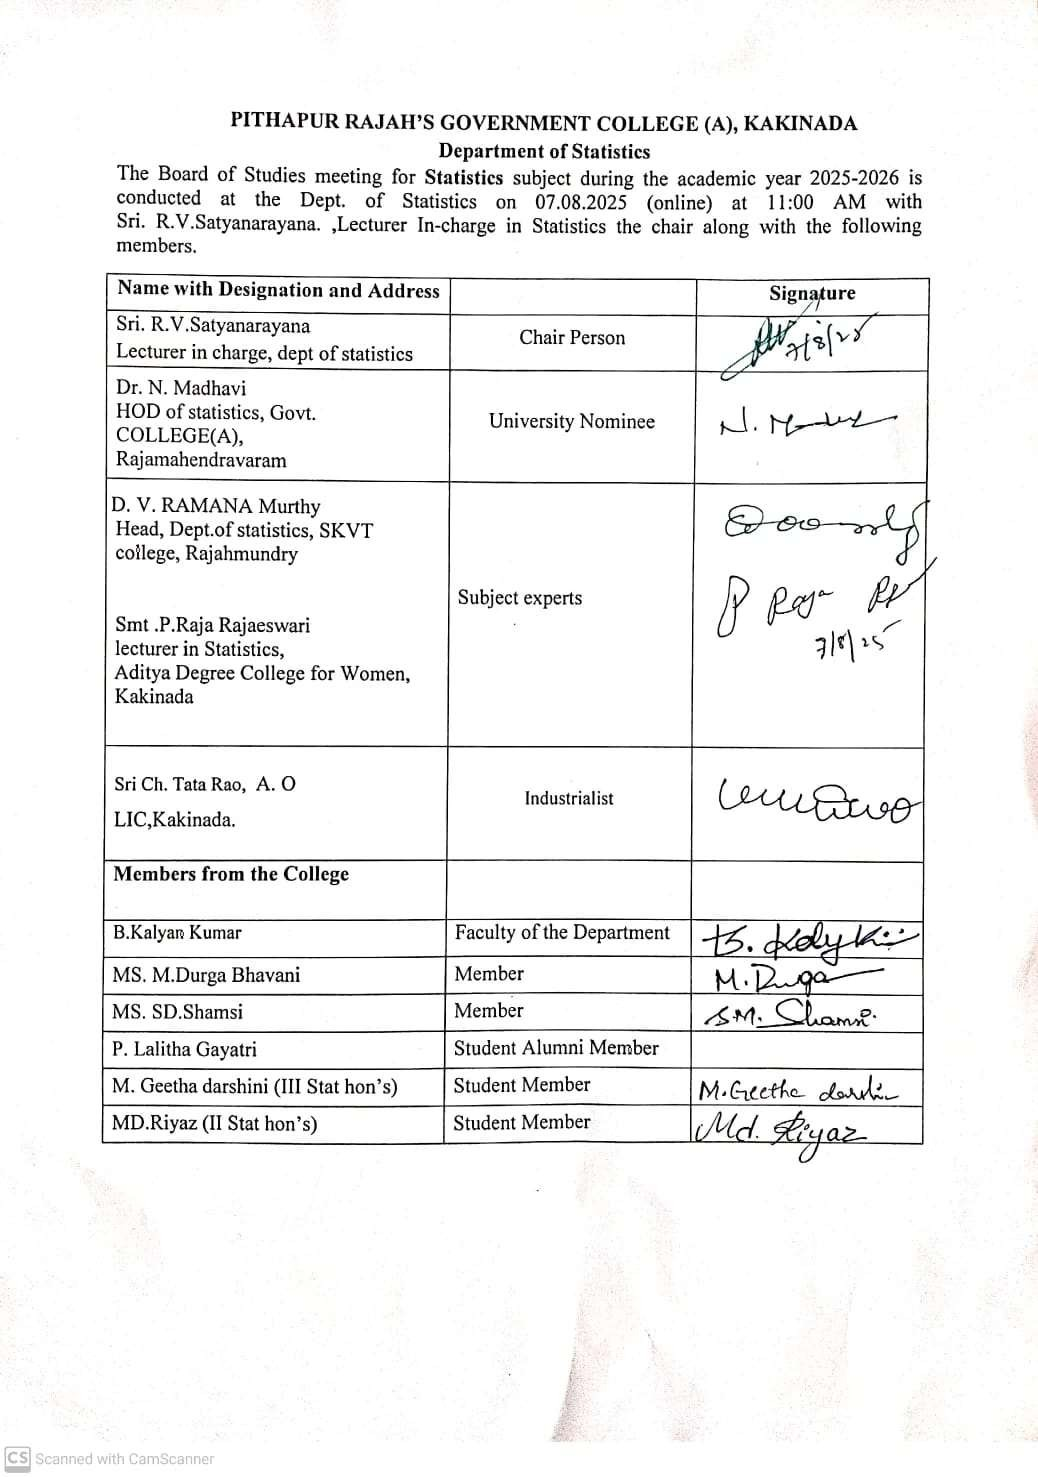 PITHAPUR RAJAH'S GOVERNMENT COLLEGE (A), KAKINADA
Department of Statistics
The Board of Studies meeting for Statistics subject during the academic year 2025-2026 is
conducted at the Dept. of Statistics on 07.08.2025 (online) at 11:00 AM with
Sri. R.V.Satyanarayana. ,Lecturer In-charge in Statistics the chair along with the following
members.
Name with Designation and Address
Signature
Sri. R.V.Satyanarayana
Lecturer in charge, dept of statistics
Chair Person
7/8/25
Dr. N. Madhavi
HOD of statistics, Govt.
COLLEGE(A),
Rajamahendravaram
University Nominee
N.
D. V. RAMANA Murthy
Head, Dept.of statistics, SKVT
college, Rajahmundry
Smt .P.Raja Rajaeswari
lecturer in Statistics,
Aditya Degree College for Women,
Kakinada
Subject experts
P Raja
7/8/25
Sri Ch. Tata Rao, A. O
LIC,Kakinada.
Industrialist
Members from the College
B.Kalyan Kumar
Faculty of the Department
B.
MS. M.Durga Bhavani
Member
M. Durga
MS. SD.Shamsi
Member
S.M. Shamsi.
P. Lalitha Gayatri
Student Alumni Member
M. Geetha darshini (III Stat hon's)
Student Member
M.Geetha
MD.Riyaz (II Stat hon's)
Student Member
Md. Riyaz
CS Scanned with CamScanner